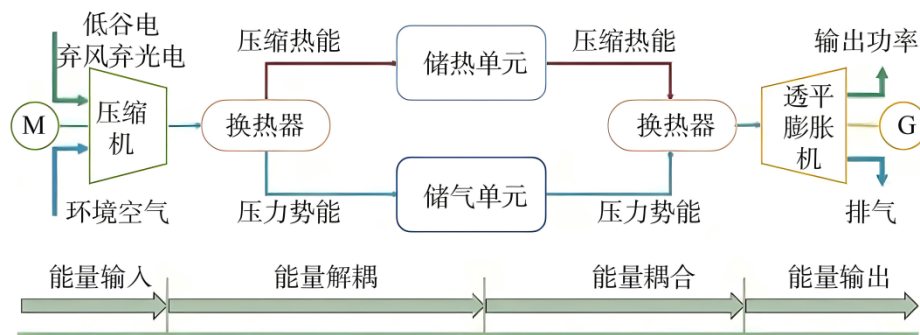 低谷电
弃风弃光电
M
压缩
机
环境空气
换热器
压缩热能
压力势能
储热单元
储气单元
压缩热能
压力势能
换热器
透平
膨胀
机
输出功率
G
排气
能量输入
能量解耦
能量耦合
能量输出